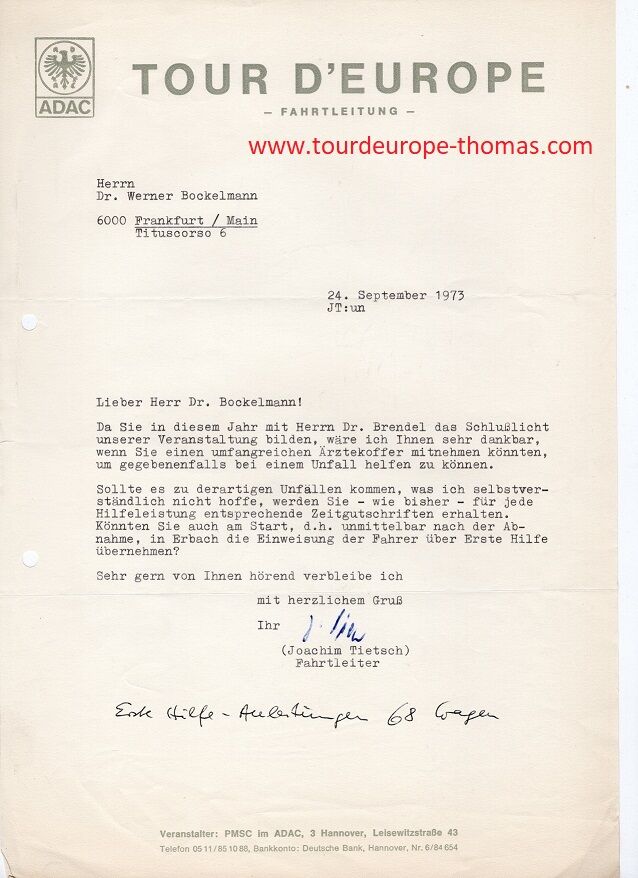 ADAC
TOUR D'EUROPE
– FAHRTLEITUNG –
www.tourdeurope-thomas.com
Herrn
Dr. Werner Bockelmann
6000 Frankfurt / Main
Tituscorso 6
24. September 1973
JT:un
Lieber Herr Dr. Bockelmann!
Da Sie in diesem Jahr mit Herrn Dr. Brendel das Schlußlicht
unserer Veranstaltung bilden, wäre ich Ihnen sehr dankbar,
wenn Sie einen umfangreichen Ärztekoffer mitnehmen könnten,
um gegebenenfalls bei einem Unfall helfen zu können.
Sollte es zu derartigen Unfällen kommen, was ich selbstver-
ständlich nicht hoffe, werden Sie - wie bisher - für jede
Hilfeleistung entsprechende Zeitgutschriften erhalten.
Könnten Sie auch am Start, d.h. unmittelbar nach der Ab-
nahme, in Erbach die Einweisung der Fahrer über Erste Hilfe
übernehmen?
Sehr gern von Ihnen hörend verbleibe ich
mit herzlichem Gruß
Ihr
(Joachim Tietsch)
Fahrtleiter
Erste Hilfe - Anleitungen 68 Wagen
Veranstalter: PMSC im ADAC, 3 Hannover, Leisewitzstraße 43
Telefon 05 11 / 85 10 88, Bankkonto: Deutsche Bank, Hannover, Nr. 6/84 654